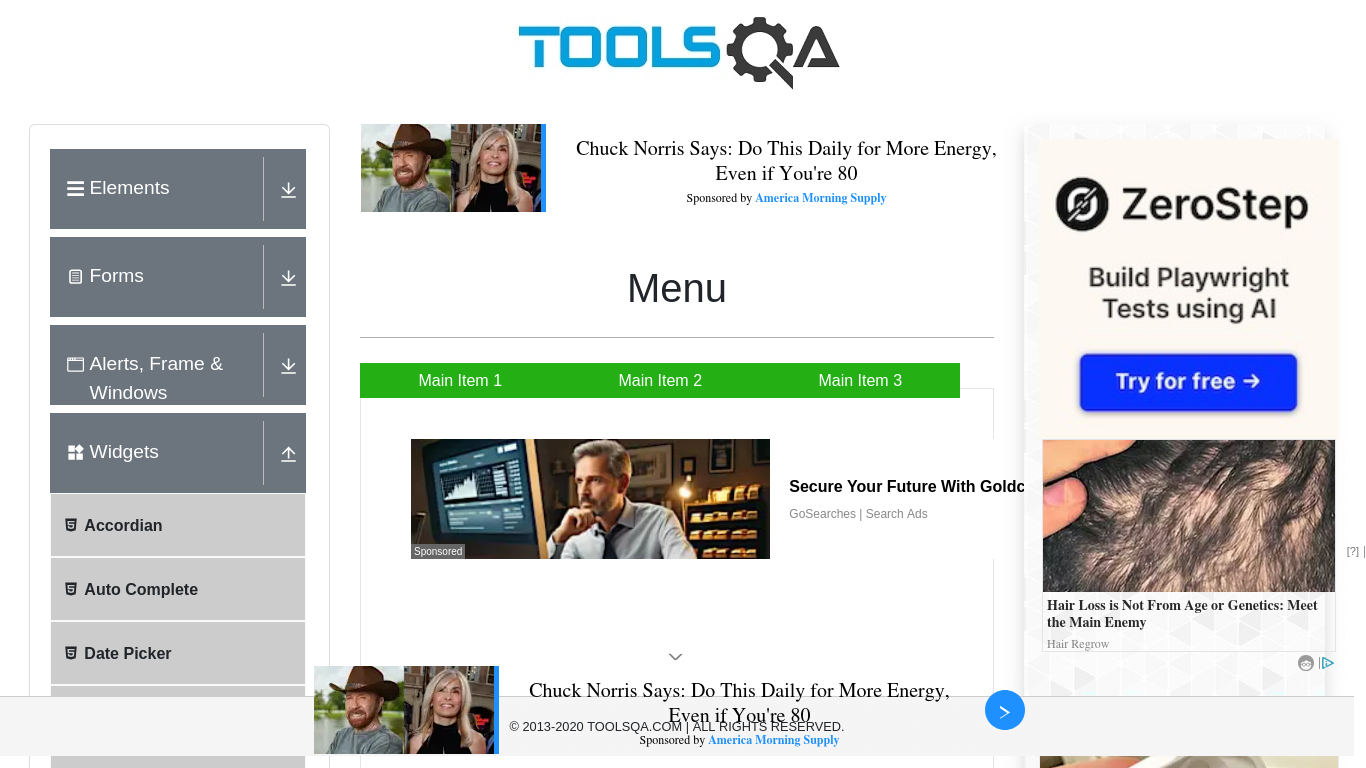 TOOLSQA
Elements
Forms
Alerts, Frame &
Windows
Widgets
Accordian
Auto Complete
Date Picker
Chuck Norris Says: Do This Daily for More Energy,
Even if You're 80
Sponsored by America Morning Supply
Menu
Main Item 1
Main Item 2
Main Item 3
Sponsored
Secure Your Future With Goldc
GoSearches | Search Ads
ZeroStep
Build Playwright
Tests using AI
Try for free →
Hair Loss is Not From Age or Genetics: Meet
the Main Enemy
Hair Regrow
[?]
Chuck Norris Says: Do This Daily for More Energy,
Even if You're 80
© 2013-2020 TOOLSQA.COM | ALL RIGHTS RESERVED.
Sponsored by America Morning Supply